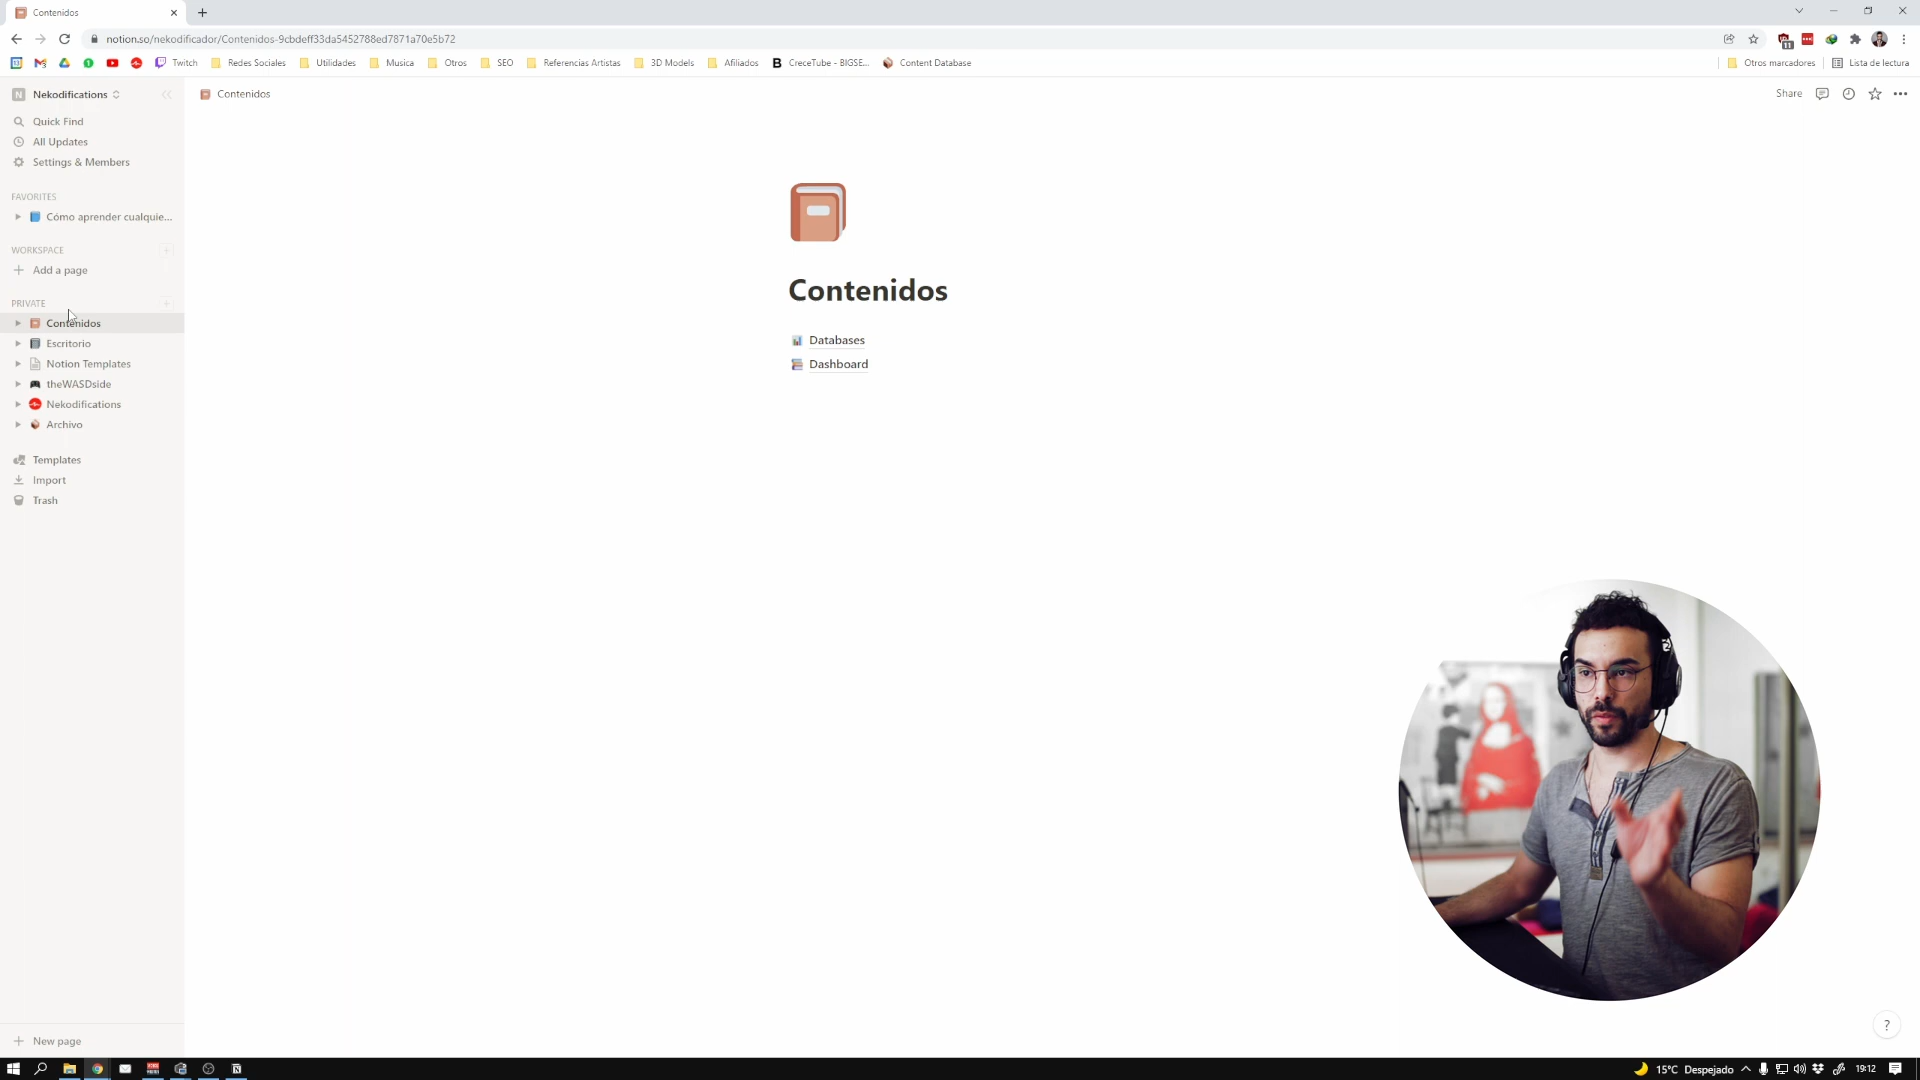 Contenidos
notion.so/nekodificador/Contenidos-9cbdeff33da5452788ed7871a70e5b72
11
Twitch
Redes Sociales
Utilidades
Musica
Otros
SEO
Referencias Artistas
3D Models
Afiliados
B CreceTube - BIGSE...
Content Database
Otros marcadores
Lista de lectura
N Nekodifications
Contenidos
Share
Quick Find
All Updates
Settings & Members
FAVORITES
Cómo aprender cualquie...
WORKSPACE
Add a page
PRIVATE
Contenidos
Escritorio
Notion Templates
theWASDside
Nekodifications
Archivo
Templates
Import
Trash
Contenidos
Databases
Dashboard
New page
?
15°C Despejado
19:12